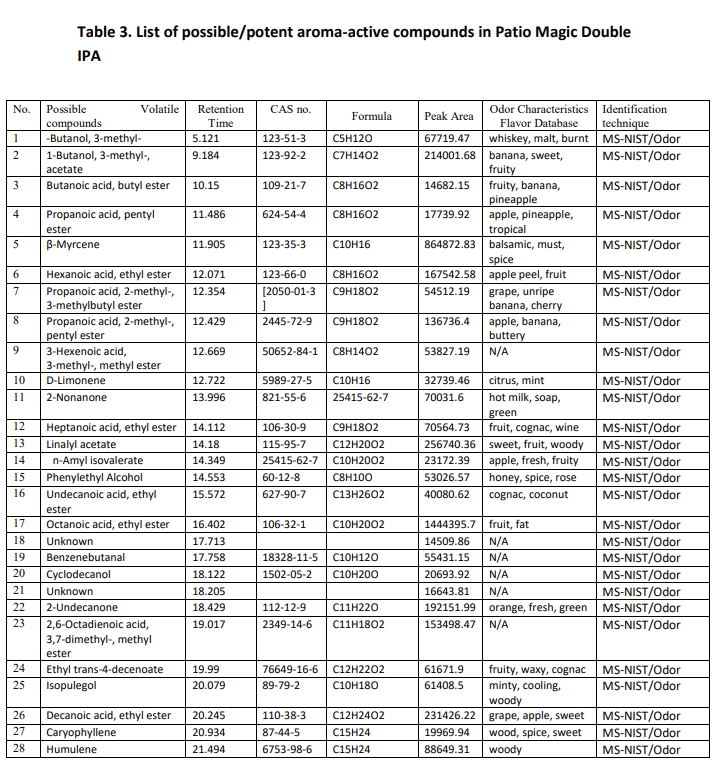 Table 3. List of possible/potent aroma-active compounds in Patio Magic Double
IPA
No. Possible Volatile compounds Retention Time CAS no. Formula Peak Area Odor Characteristics Flavor Database Identification technique
1 -Butanol, 3-methyl- 5.121 123-51-3 C5H12O 67719.47 whiskey, malt, burnt MS-NIST/Odor
2 1-Butanol, 3-methyl-, acetate 9.184 123-92-2 C7H14O2 214001.68 banana, sweet, fruity MS-NIST/Odor
3 Butanoic acid, butyl ester 10.15 109-21-7 C8H16O2 14682.15 fruity, banana, pineapple MS-NIST/Odor
4 Propanoic acid, pentyl ester 11.486 624-54-4 C8H16O2 17739.92 apple, pineapple, tropical MS-NIST/Odor
5 β-Myrcene 11.905 123-35-3 C10H16 864872.83 balsamic, must, spice MS-NIST/Odor
6 Hexanoic acid, ethyl ester 12.071 123-66-0 C8H16O2 167542.58 apple peel, fruit MS-NIST/Odor
7 Propanoic acid, 2-methyl-, 3-methylbutyl ester 12.354 [2050-01-3 ] C9H18O2 54512.19 grape, unripe banana, cherry MS-NIST/Odor
8 Propanoic acid, 2-methyl-, pentyl ester 12.429 2445-72-9 C9H18O2 136736.4 apple, banana, buttery MS-NIST/Odor
9 3-Hexenoic acid, 3-methyl-, methyl ester 12.669 50652-84-1 C8H14O2 53827.19 N/A MS-NIST/Odor
10 D-Limonene 12.722 5989-27-5 C10H16 32739.46 citrus, mint MS-NIST/Odor
11 2-Nonanone 13.996 821-55-6 25415-62-7 70031.6 hot milk, soap, green MS-NIST/Odor
12 Heptanoic acid, ethyl ester 14.112 106-30-9 C9H18O2 70564.73 fruit, cognac, wine MS-NIST/Odor
13 Linalyl acetate 14.18 115-95-7 C12H20O2 256740.36 sweet, fruit, woody MS-NIST/Odor
14 n-Amyl isovalerate 14.349 25415-62-7 C10H20O2 23172.39 apple, fresh, fruity MS-NIST/Odor
15 Phenylethyl Alcohol 14.553 60-12-8 C8H10O 53026.57 honey, spice, rose MS-NIST/Odor
16 Undecanoic acid, ethyl ester 15.572 627-90-7 C13H26O2 40080.62 cognac, coconut MS-NIST/Odor
17 Octanoic acid, ethyl ester 16.402 106-32-1 C10H20O2 1444395.7 fruit, fat MS-NIST/Odor
18 Unknown 17.713 14509.86 N/A MS-NIST/Odor
19 Benzenebutanal 17.758 18328-11-5 C10H12O 55431.15 N/A MS-NIST/Odor
20 Cyclodecanol 18.122 1502-05-2 C10H20O 20693.92 N/A MS-NIST/Odor
21 Unknown 18.205 16643.81 N/A MS-NIST/Odor
22 2-Undecanone 18.429 112-12-9 C11H22O 192151.99 orange, fresh, green MS-NIST/Odor
23 2,6-Octadienoic acid, 3,7-dimethyl-, methyl ester 19.017 2349-14-6 C11H18O2 153498.47 N/A MS-NIST/Odor
24 Ethyl trans-4-decenoate 19.99 76649-16-6 C12H22O2 61671.9 fruity, waxy, cognac MS-NIST/Odor
25 Isopulegol 20.079 89-79-2 C10H18O 61408.5 minty, cooling, woody MS-NIST/Odor
26 Decanoic acid, ethyl ester 20.245 110-38-3 C12H24O2 231426.22 grape, apple, sweet MS-NIST/Odor
27 Caryophyllene 20.934 87-44-5 C15H24 19969.94 wood, spice, sweet MS-NIST/Odor
28 Humulene 21.494 6753-98-6 C15H24 88649.31 woody MS-NIST/Odor